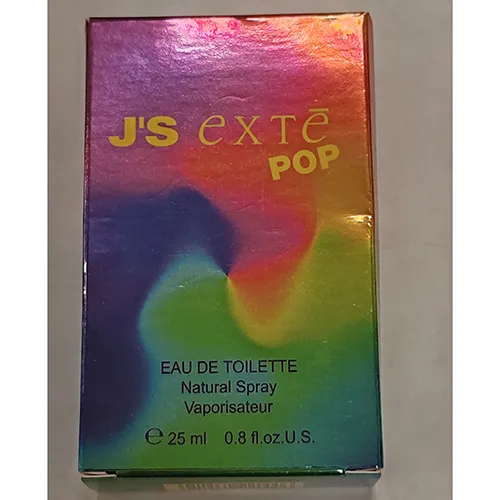 J'S exTē
POP
EAU DE TOILETTE
Natural Spray
Vaporisateur
℮ 25 ml 0.8 fl.oz.U.S.